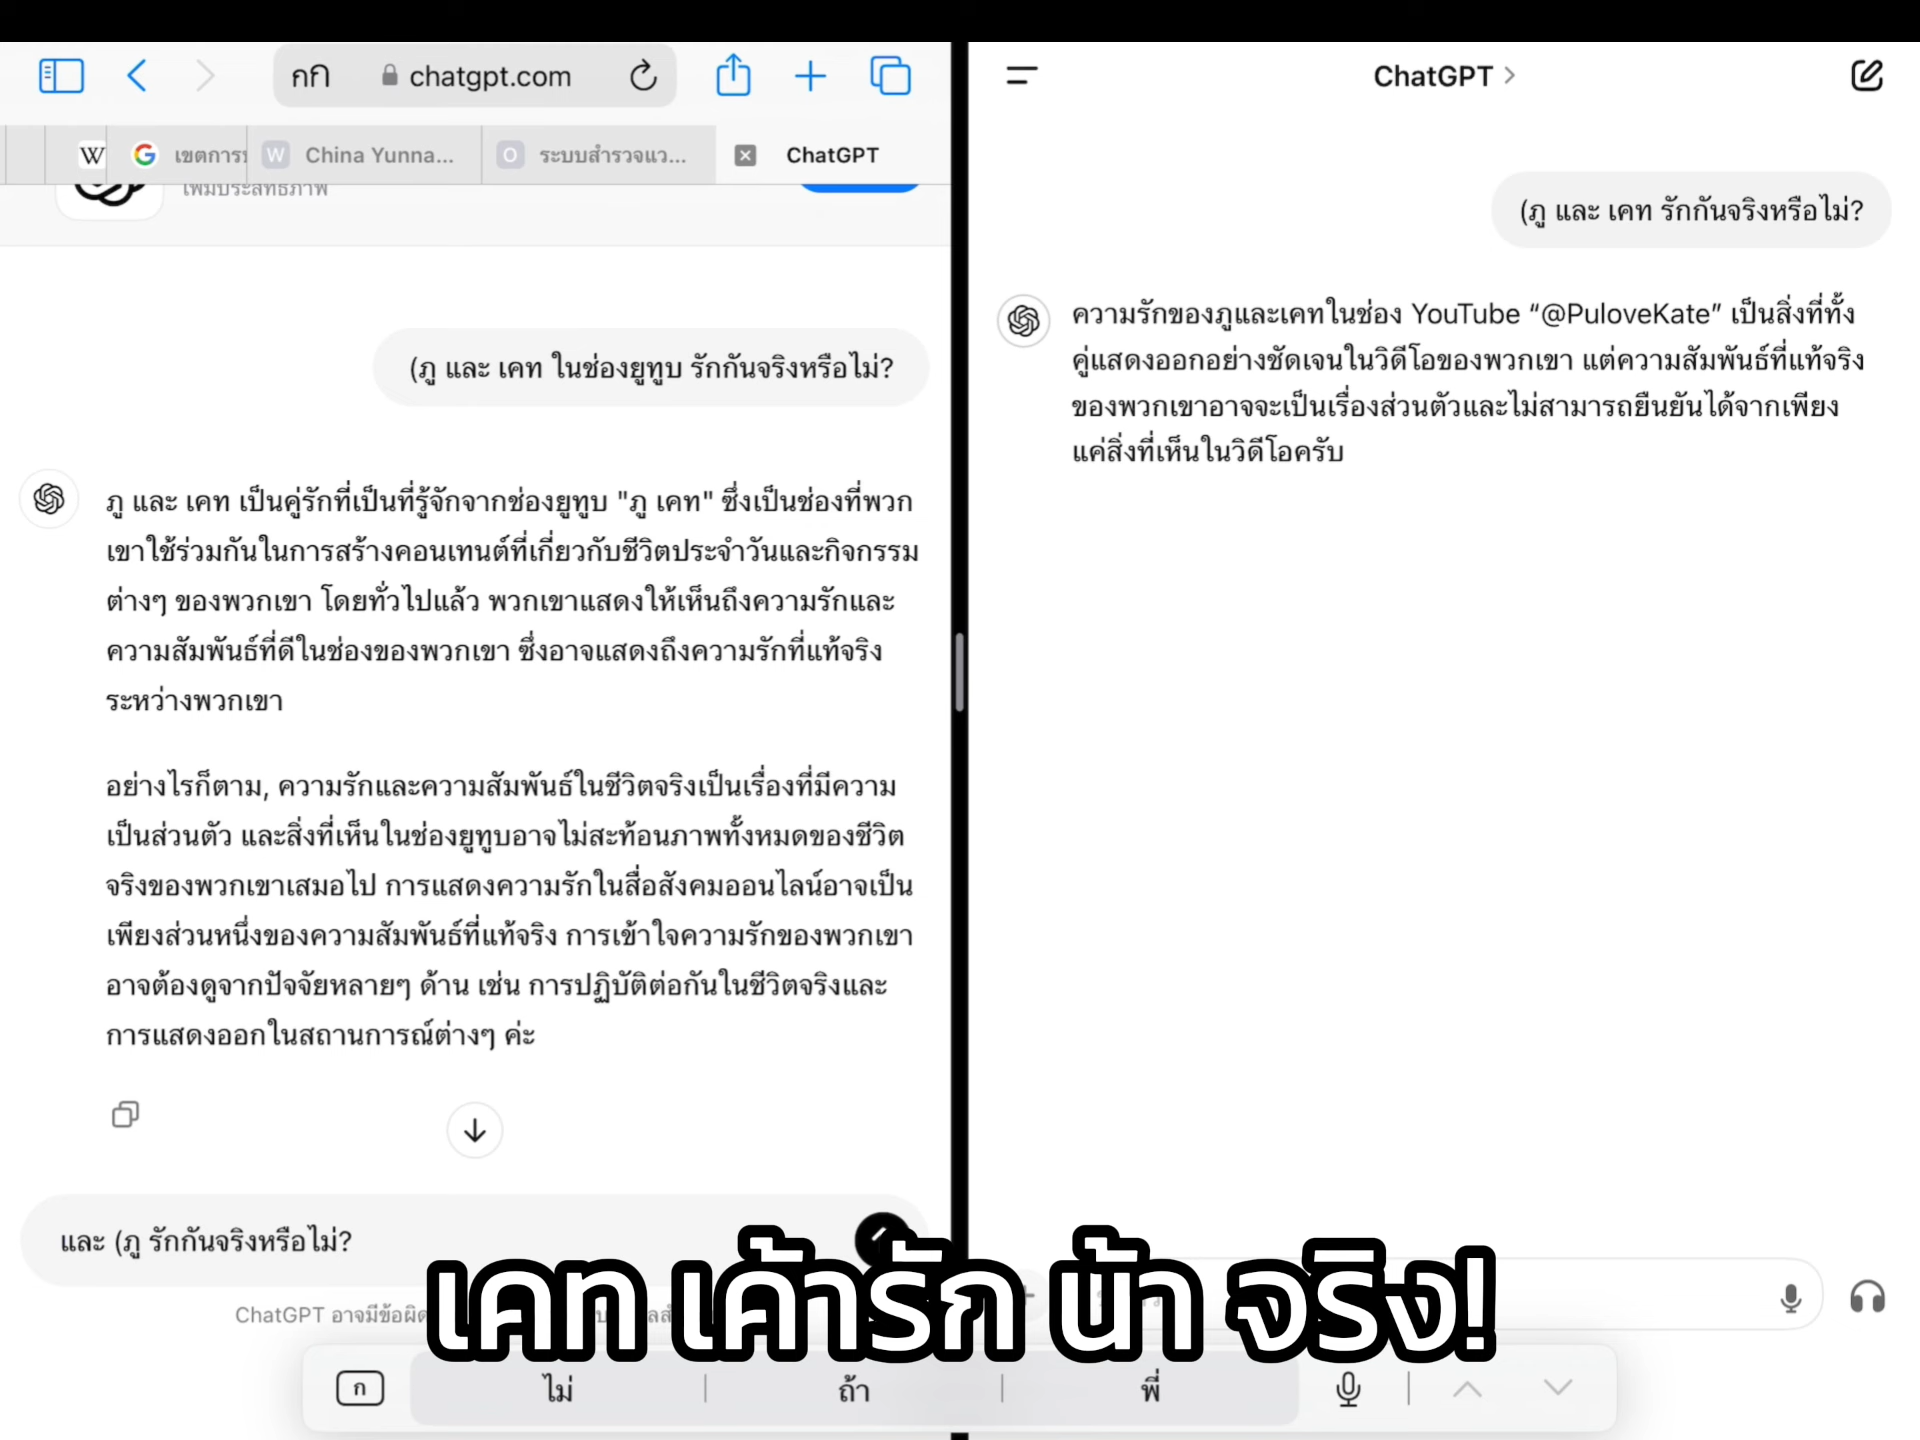 กก chatgpt.com
W
เขตการ
W China Yunna...
O ระบบสำรวจแว...
ChatGPT
เพิ่มประสิทธิภาพ
(ภู และ เคท ในช่องยูทูบ รักกันจริงหรือไม่?
ภู และ เคท เป็นคู่รักที่เป็นที่รู้จักจากช่องยูทูบ "ภู เคท" ซึ่งเป็นช่องที่พวก
เขาใช้ร่วมกันในการสร้างคอนเทนต์ที่เกี่ยวกับชีวิตประจำวันและกิจกรรม
ต่างๆ ของพวกเขา โดยทั่วไปแล้ว พวกเขาแสดงให้เห็นถึงความรักและ
ความสัมพันธ์ที่ดีในช่องของพวกเขา ซึ่งอาจแสดงถึงความรักที่แท้จริง
ระหว่างพวกเขา
อย่างไรก็ตาม, ความรักและความสัมพันธ์ในชีวิตจริงเป็นเรื่องที่มีความ
เป็นส่วนตัว และสิ่งที่เห็นในช่องยูทูบอาจไม่สะท้อนภาพทั้งหมดของชีวิต
จริงของพวกเขาเสมอไป การแสดงความรักในสื่อสังคมออนไลน์อาจเป็น
เพียงส่วนหนึ่งของความสัมพันธ์ที่แท้จริง การเข้าใจความรักของพวกเขา
อาจต้องดูจากปัจจัยหลายๆ ด้าน เช่น การปฏิบัติต่อกันในชีวิตจริงและ
การแสดงออกในสถานการณ์ต่างๆ ค่ะ
และ (ภู รักกันจริงหรือไม่?
ChatGPT อาจมีข้อผิด
ChatGPT
(ภู และ เคท รักกันจริงหรือไม่?
ความรักของภูและเคทในช่อง YouTube “@PuloveKate” เป็นสิ่งที่ทั้ง
คู่แสดงออกอย่างชัดเจนในวิดีโอของพวกเขา แต่ความสัมพันธ์ที่แท้จริง
ของพวกเขาอาจจะเป็นเรื่องส่วนตัวและไม่สามารถยืนยันได้จากเพียง
แค่สิ่งที่เห็นในวิดีโอครับ
เคท เค้ารัก น้า จริง!
ก ไม่ ถ้า พี่